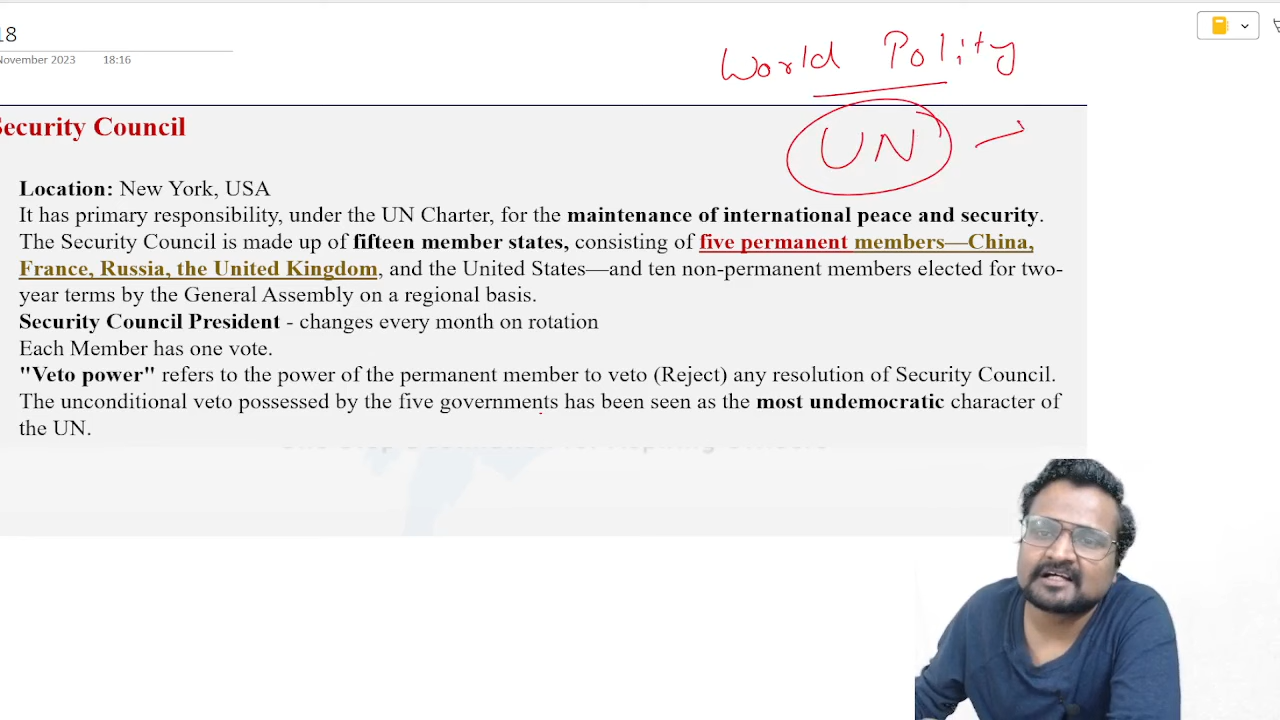 18
November 2023 18:16
World Polity
UN
Security Council
Location: New York, USA
It has primary responsibility, under the UN Charter, for the maintenance of international peace and security.
The Security Council is made up of fifteen member states, consisting of five permanent members—China,
France, Russia, the United Kingdom, and the United States—and ten non-permanent members elected for two-
year terms by the General Assembly on a regional basis.
Security Council President - changes every month on rotation
Each Member has one vote.
"Veto power" refers to the power of the permanent member to veto (Reject) any resolution of Security Council.
The unconditional veto possessed by the five governments has been seen as the most undemocratic character of
the UN.